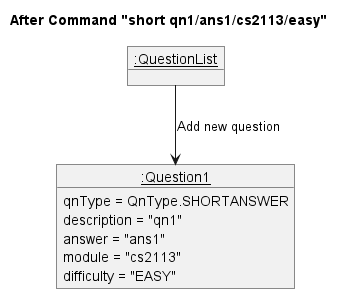 After Command "short qn1/ans1/cs2113/easy"
:QuestionList
Add new question
:Question1
qnType = QnType.SHORTANSWER
description = "qn1"
answer = "ans1"
module = "cs2113"
difficulty = "EASY"